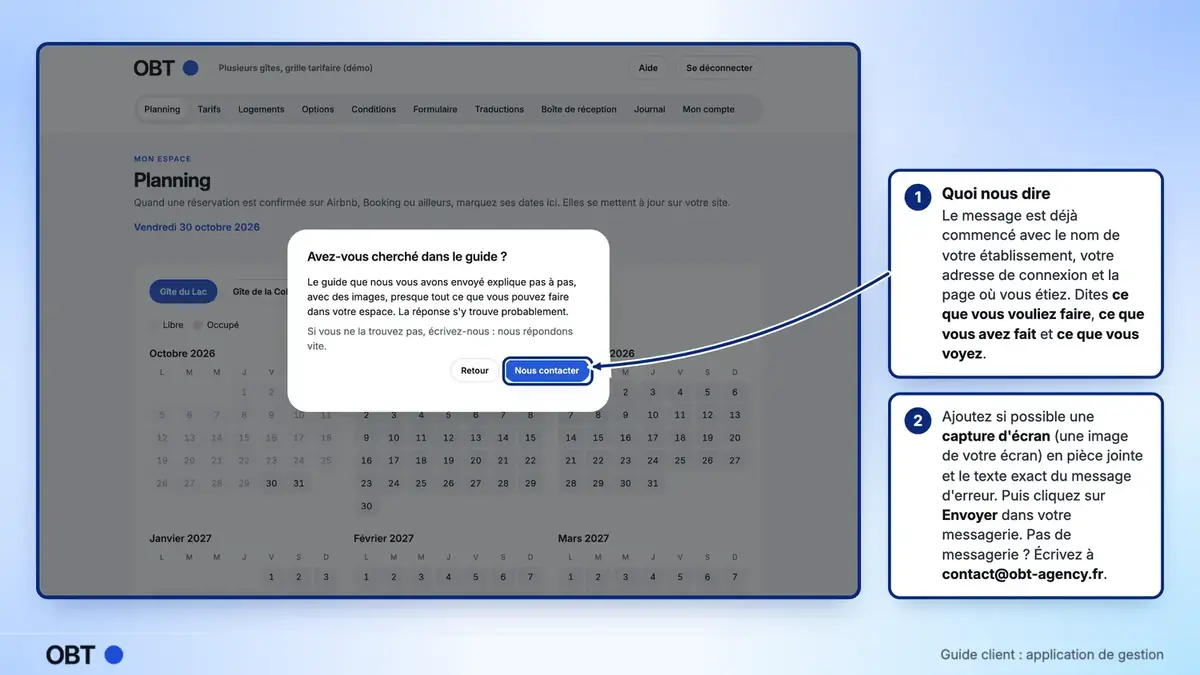 OBT
Plusieurs gîtes, grille tarifaire (démo)
Aide
Se déconnecter
Planning
Tarifs
Logements
Options
Conditions
Formulaire
Traductions
Boîte de réception
Journal
Mon compte
MON ESPACE
Planning
Quand une réservation est confirmée sur Airbnb, Booking ou ailleurs, marquez ses dates ici. Elles se mettent à jour sur votre site.
Vendredi 30 octobre 2026
Gîte du Lac
Gîte de la Col
Libre
Occupé
Avez-vous cherché dans le guide ?
Le guide que nous vous avons envoyé explique pas à pas,
avec des images, presque tout ce que vous pouvez faire
dans votre espace. La réponse s'y trouve probablement.
Si vous ne la trouvez pas, écrivez-nous : nous répondons
vite.
Retour
Nous contacter
Octobre 2026
L M M J V
1 2
5 6 7 8 9 10 11
12 13 14 15 16 17 18
19 20 21 22 23 24 25
26 27 28 29 30 31
2 3 4 5 6 7 8
9 10 11 12 13 14 15
16 17 18 19 20 21 22
23 24 25 26 27 28 29
30
2026
M J V S D
2 3 4 5 6
7 8 9 10 11 12 13
14 15 16 17 18 19 20
21 22 23 24 25 26 27
28 29 30 31
Janvier 2027
L M M J V S D
1 2 3
Février 2027
L M M J V S D
1 2 3 4 5 6 7
Mars 2027
L M M J V S D
1 2 3 4 5 6 7
1
Quoi nous dire
Le message est déjà
commencé avec le nom de
votre établissement, votre
adresse de connexion et la
page où vous étiez. Dites ce
que vous vouliez faire, ce que
vous avez fait et ce que vous
voyez.
2
Ajoutez si possible une
capture d'écran (une image
de votre écran) en pièce jointe
et le texte exact du message
d'erreur. Puis cliquez sur
Envoyer dans votre
messagerie. Pas de
messagerie ? Écrivez à
contact@obt-agency.fr.
OBT
Guide client : application de gestion